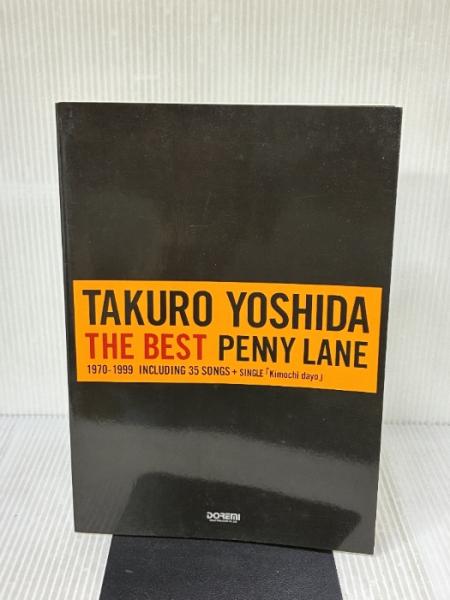 TAKURO YOSHIDA
THE BEST PENNY LANE
1970-1999 INCLUDING 35 SONGS + SINGLE「Kimochi dayo」
DOREMI